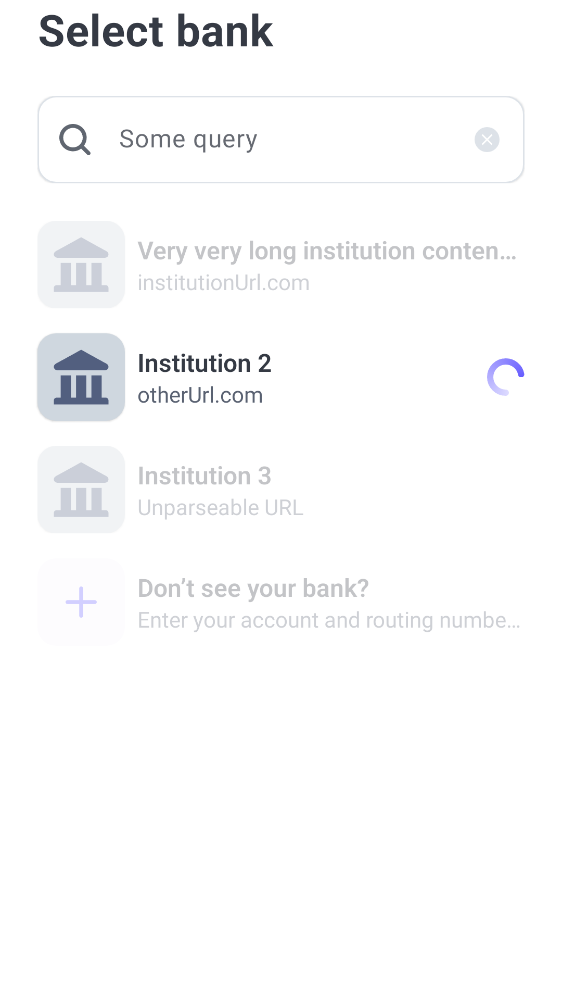 Select bank
Some query
Very very long institution conten…
institutionUrl.com
Institution 2
otherUrl.com
Institution 3
Unparseable URL
Don’t see your bank?
Enter your account and routing numbe…